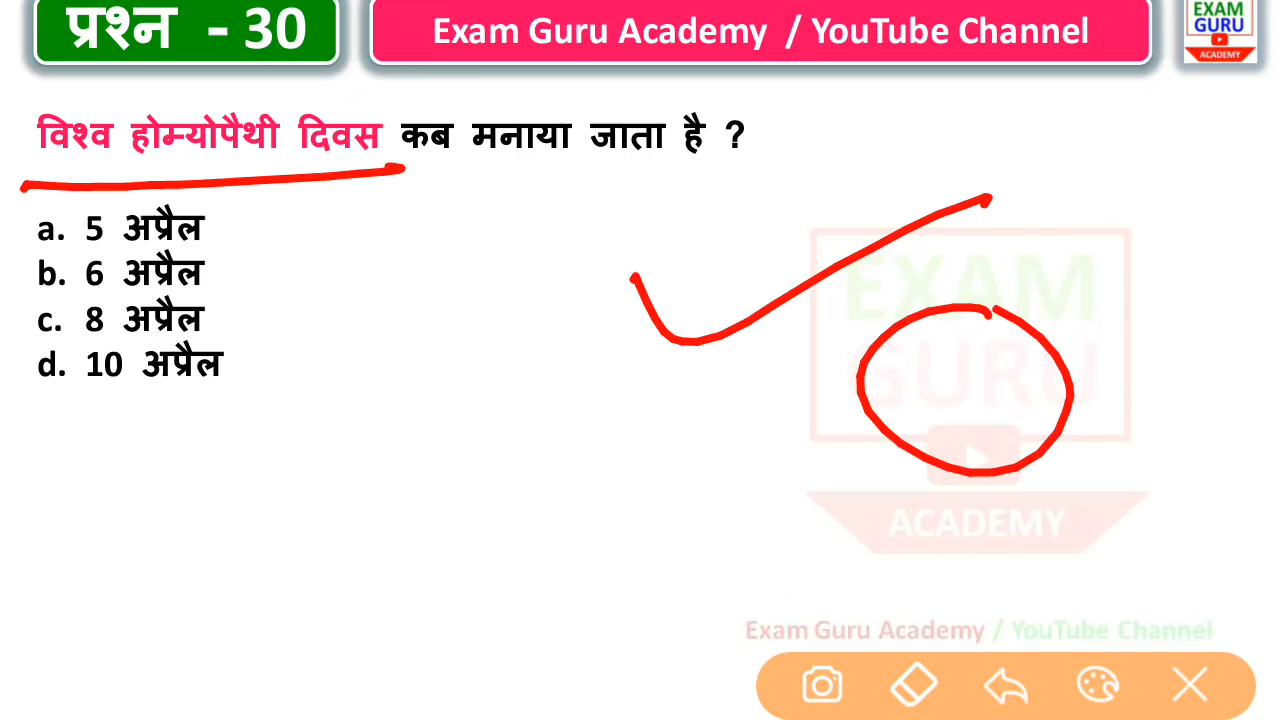 प्रश्न - 30
Exam Guru Academy / YouTube Channel
EXAM
GURU
ACADEMY
विश्व होम्योपैथी दिवस कब मनाया जाता है ?
a. 5 अप्रैल
b. 6 अप्रैल
c. 8 अप्रैल
d. 10 अप्रैल
EXAM
GURU
ACADEMY
Exam Guru Academy / YouTube Channel